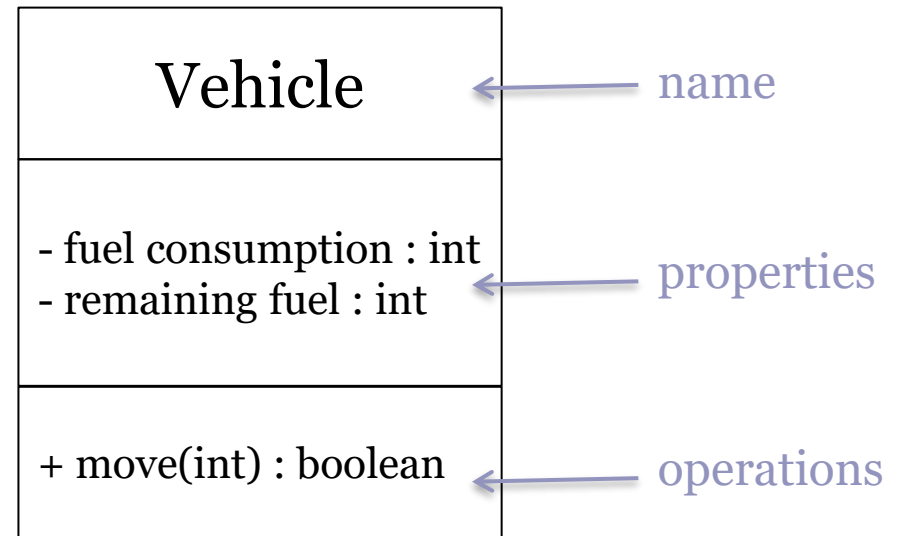 Vehicle
name
- fuel consumption : int
- remaining fuel : int
properties
+ move(int) : boolean
operations